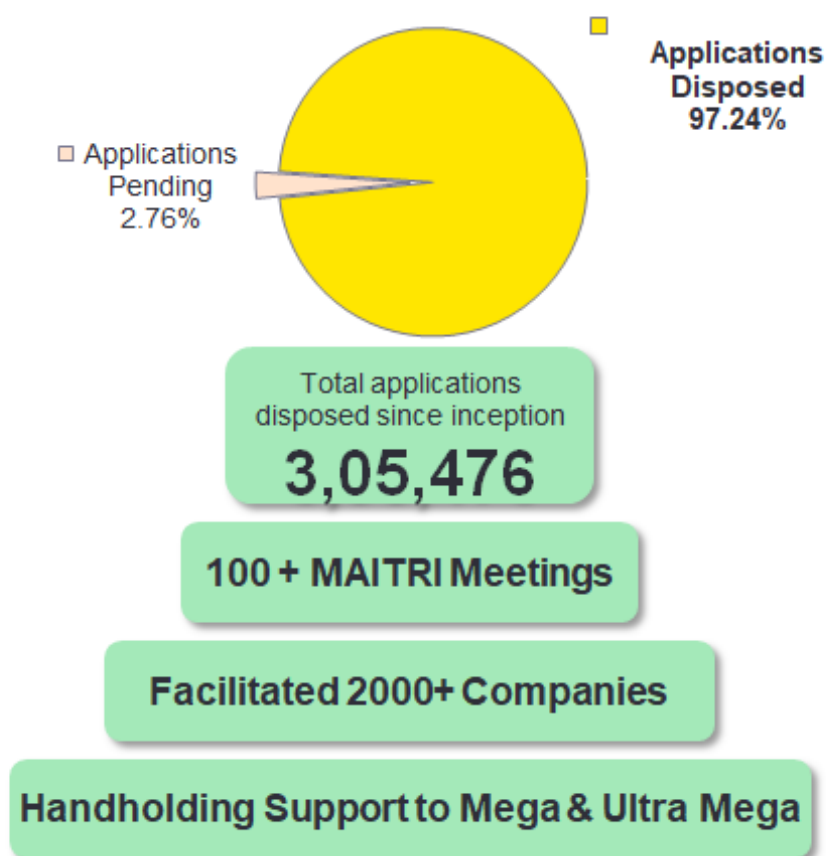 Applications
Disposed
97.24%
Applications
Pending
2.76%
Total applications
disposed since inception
3,05,476
100 + MAITRI Meetings
Facilitated 2000+ Companies
Handholding Support to Mega & Ultra Mega